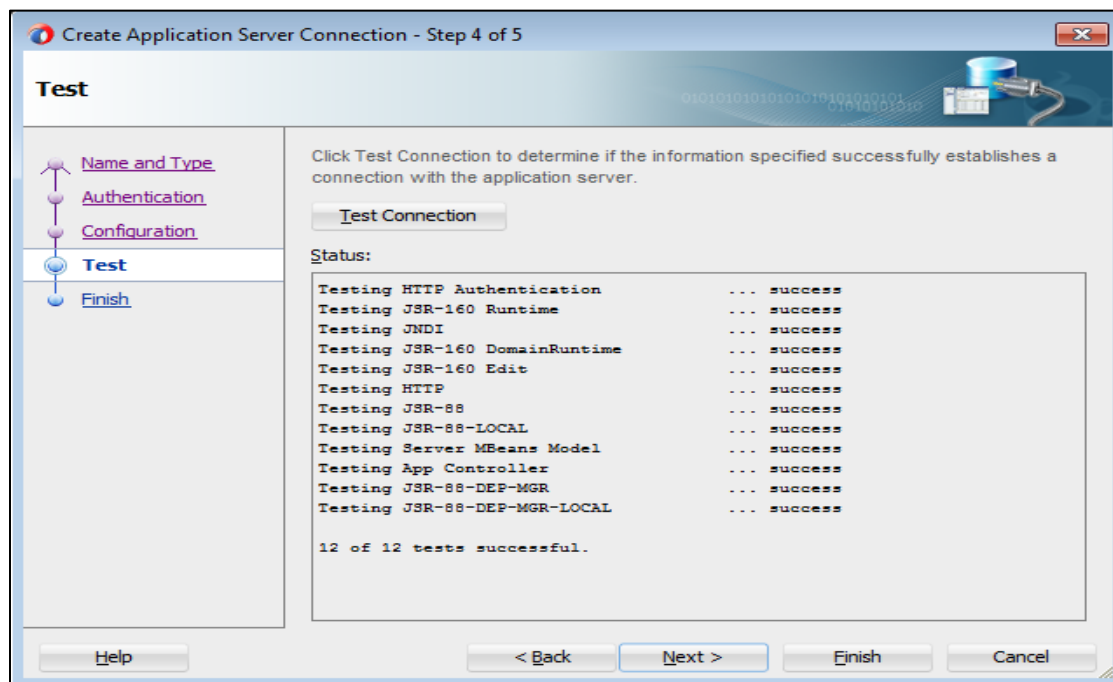 Create Application Server Connection - Step 4 of 5
Test
010101010101010101010101
01010101010
Name and Type
Authentication
Configuration
Test
Finish
Click Test Connection to determine if the information specified successfully establishes a
connection with the application server.
Test Connection
Status:
Testing HTTP Authentication ... success
Testing JSR-160 Runtime ... success
Testing JNDI ... success
Testing JSR-160 DomainRuntime ... success
Testing JSR-160 Edit ... success
Testing HTTP ... success
Testing JSR-88 ... success
Testing JSR-88-LOCAL ... success
Testing Server MBeans Model ... success
Testing App Controller ... success
Testing JSR-88-DEP-MGR ... success
Testing JSR-88-DEP-MGR-LOCAL ... success
12 of 12 tests successful.
Help < Back Next > Finish Cancel